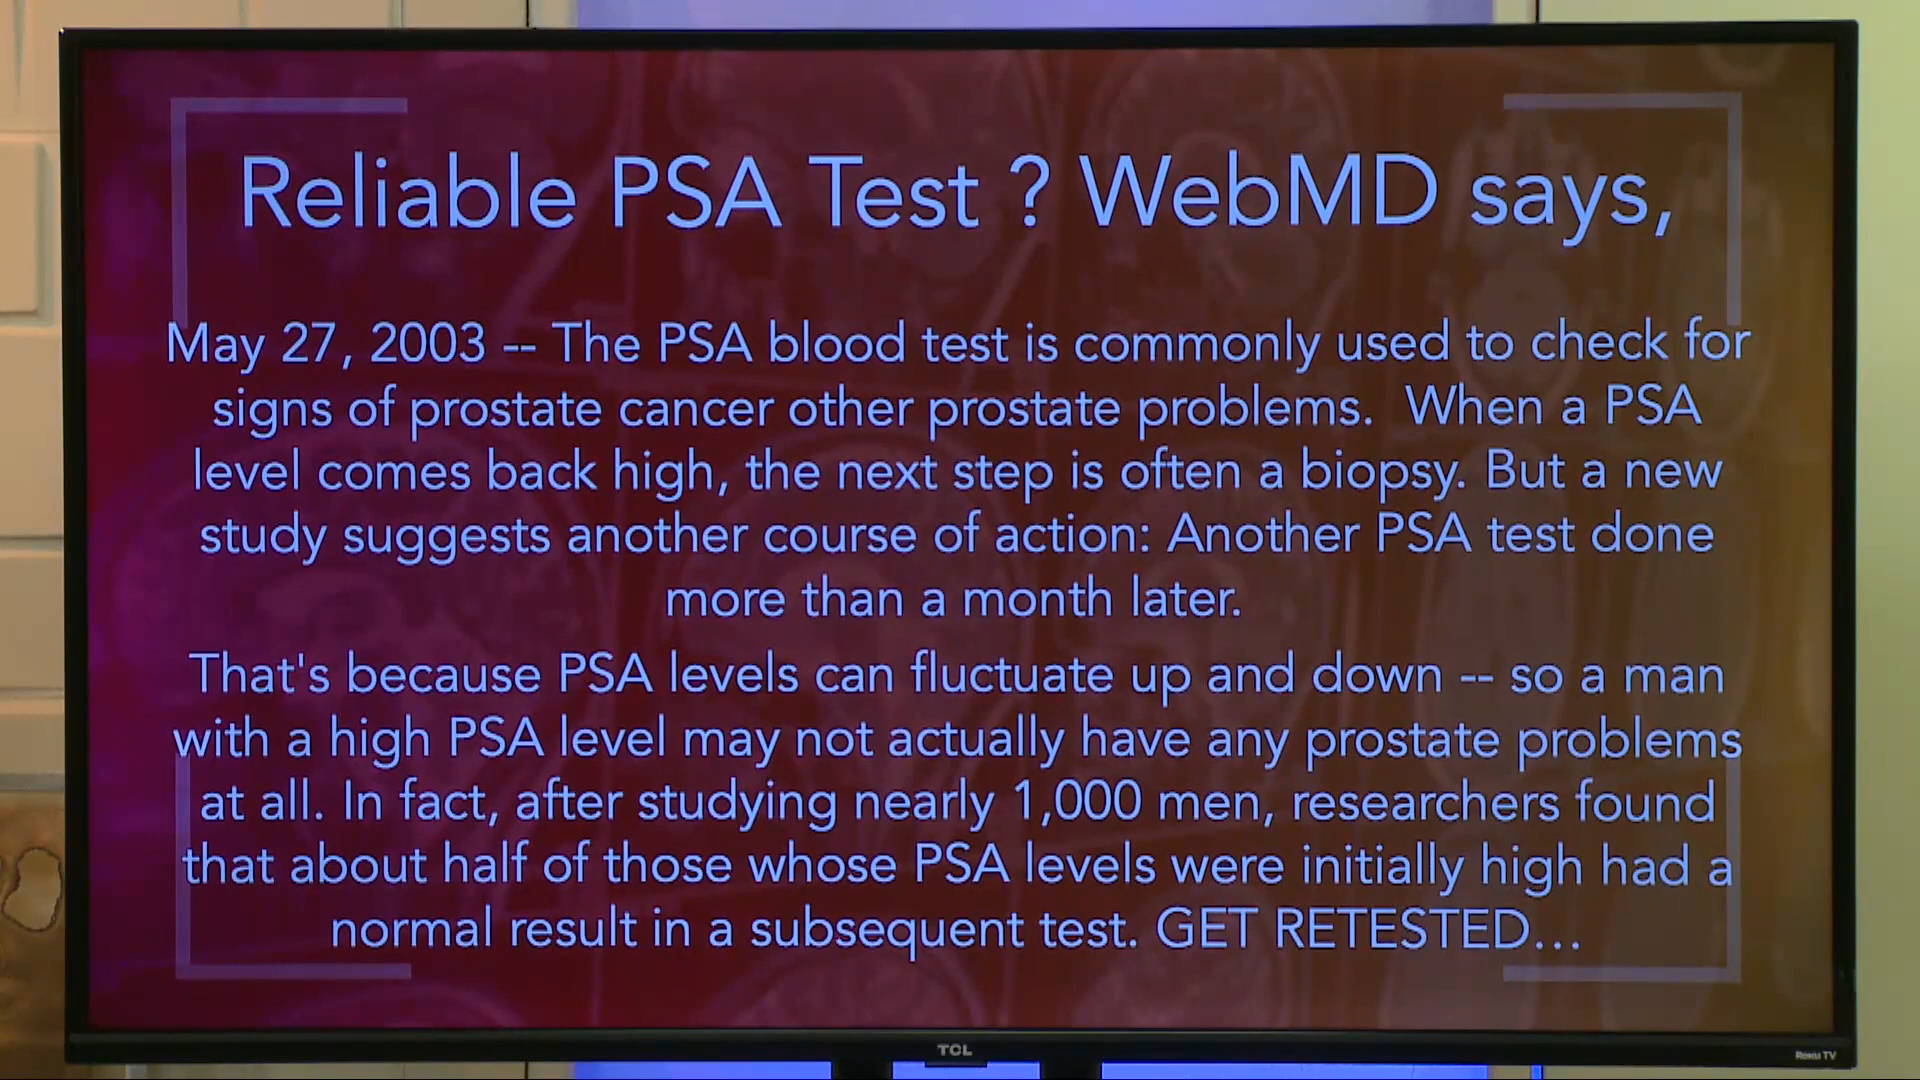 Reliable PSA Test ? WebMD says,
May 27, 2003 -- The PSA blood test is commonly used to check for
signs of prostate cancer other prostate problems.  When a PSA
level comes back high, the next step is often a biopsy. But a new
study suggests another course of action: Another PSA test done
more than a month later.
That's because PSA levels can fluctuate up and down -- so a man
with a high PSA level may not actually have any prostate problems
at all. In fact, after studying nearly 1,000 men, researchers found
that about half of those whose PSA levels were initially high had a
normal result in a subsequent test. GET RETESTED...
TCL
Roku TV